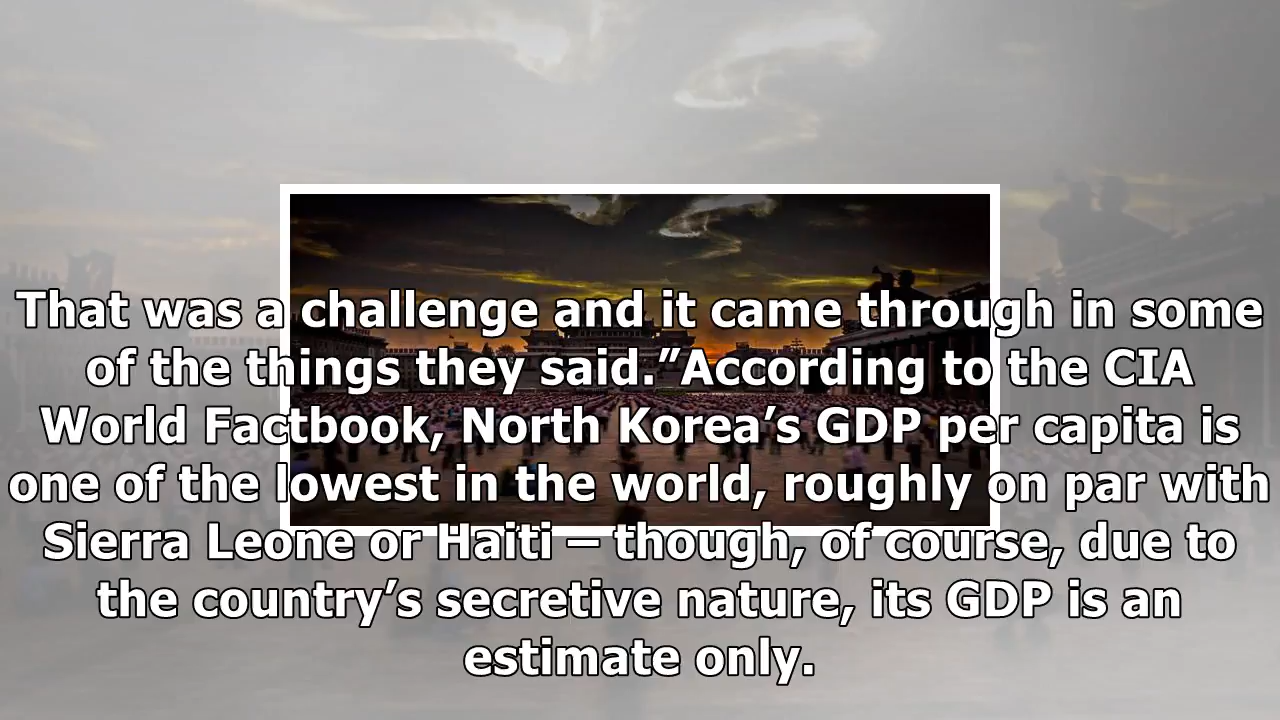 That was a challenge and it came through in some
of the things they said.”According to the CIA
World Factbook, North Korea’s GDP per capita is
one of the lowest in the world, roughly on par with
Sierra Leone or Haiti – though, of course, due to
the country’s secretive nature, its GDP is an
estimate only.